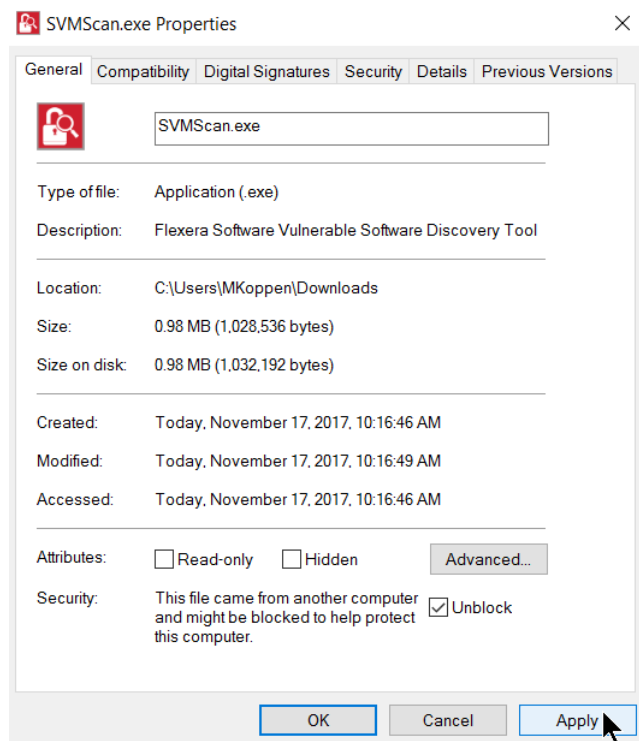 SVMScan.exe Properties
General Compatibility Digital Signatures Security Details Previous Versions
SVMScan.exe
Type of file: Application (.exe)
Description: Flexera Software Vulnerable Software Discovery Tool
Location: C:\Users\MKoppen\Downloads
Size: 0.98 MB (1,028,536 bytes)
Size on disk: 0.98 MB (1,032,192 bytes)
Created: Today, November 17, 2017, 10:16:46 AM
Modified: Today, November 17, 2017, 10:16:49 AM
Accessed: Today, November 17, 2017, 10:16:46 AM
Attributes: Read-only Hidden Advanced...
Security: This file came from another computer
and might be blocked to help protect
this computer.
Unblock
OK Cancel Apply